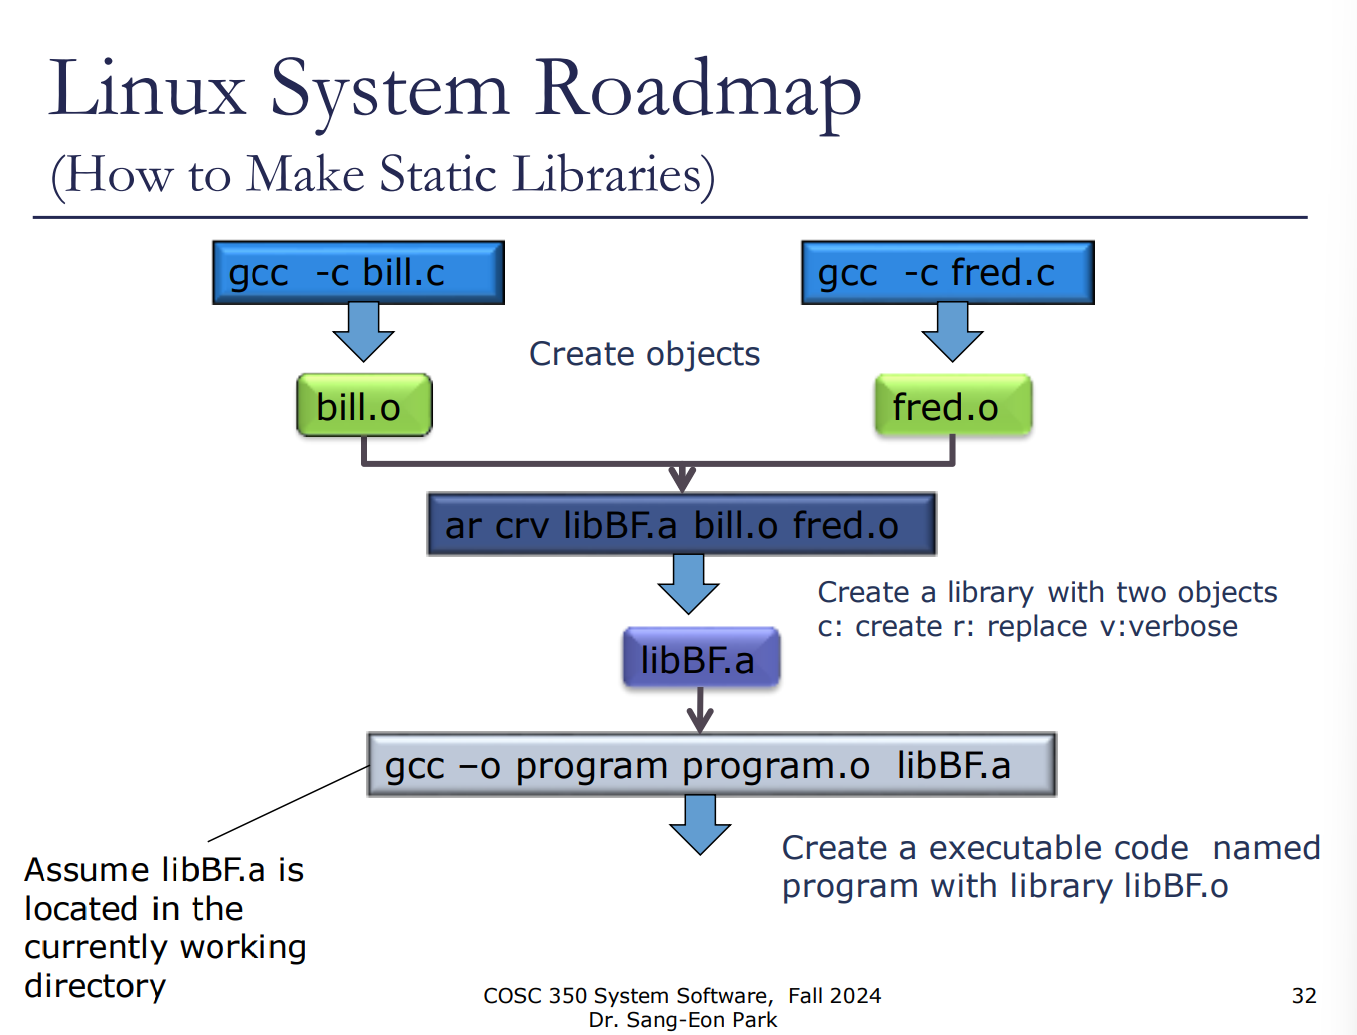 Linux System Roadmap
(How to Make Static Libraries)
gcc  -c bill.c
gcc  -c fred.c
Create objects
bill.o
fred.o
ar crv libBF.a bill.o fred.o
Create a library with two objects
c: create r: replace v:verbose
libBF.a
gcc –o program program.o  libBF.a
Create a executable code  named
program with library libBF.o
Assume libBF.a is
located in the
currently working
directory
COSC 350 System Software,  Fall 2024
Dr. Sang-Eon Park
32